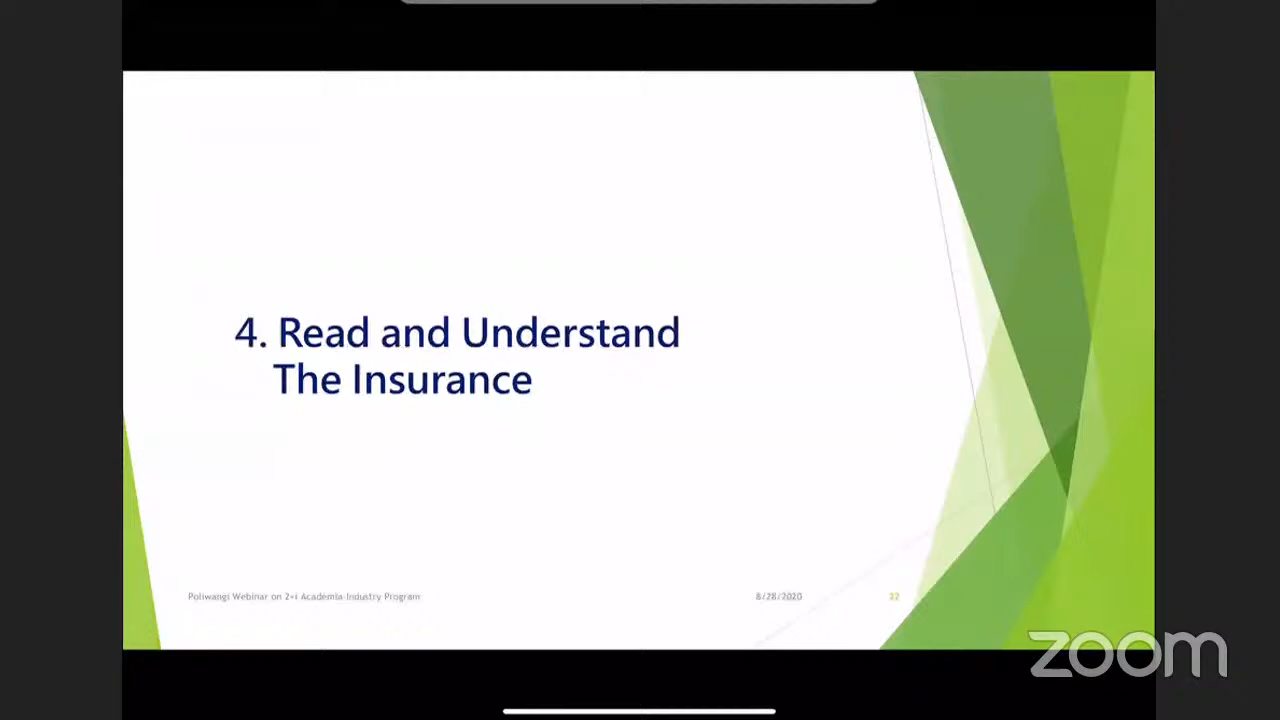 4. Read and Understand
The Insurance
Poliwangi Webinar on 2+i Academia-Industry Program
8/28/2020
22
zoom